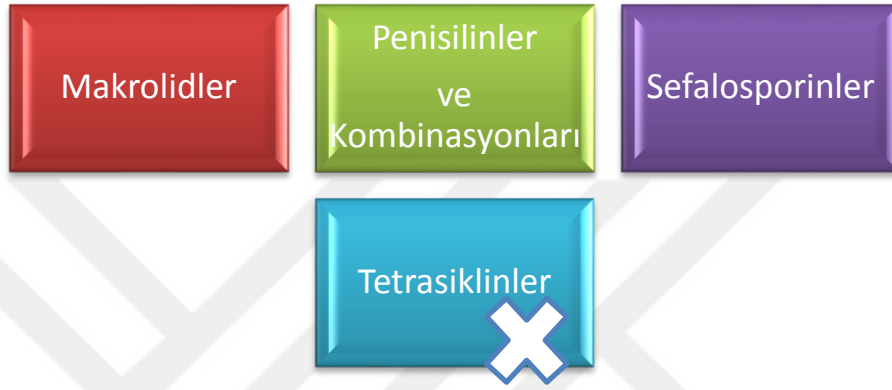 Makrolidler
Penisilinler
ve
Kombinasyonları
Sefalosporinler
Tetrasiklinler